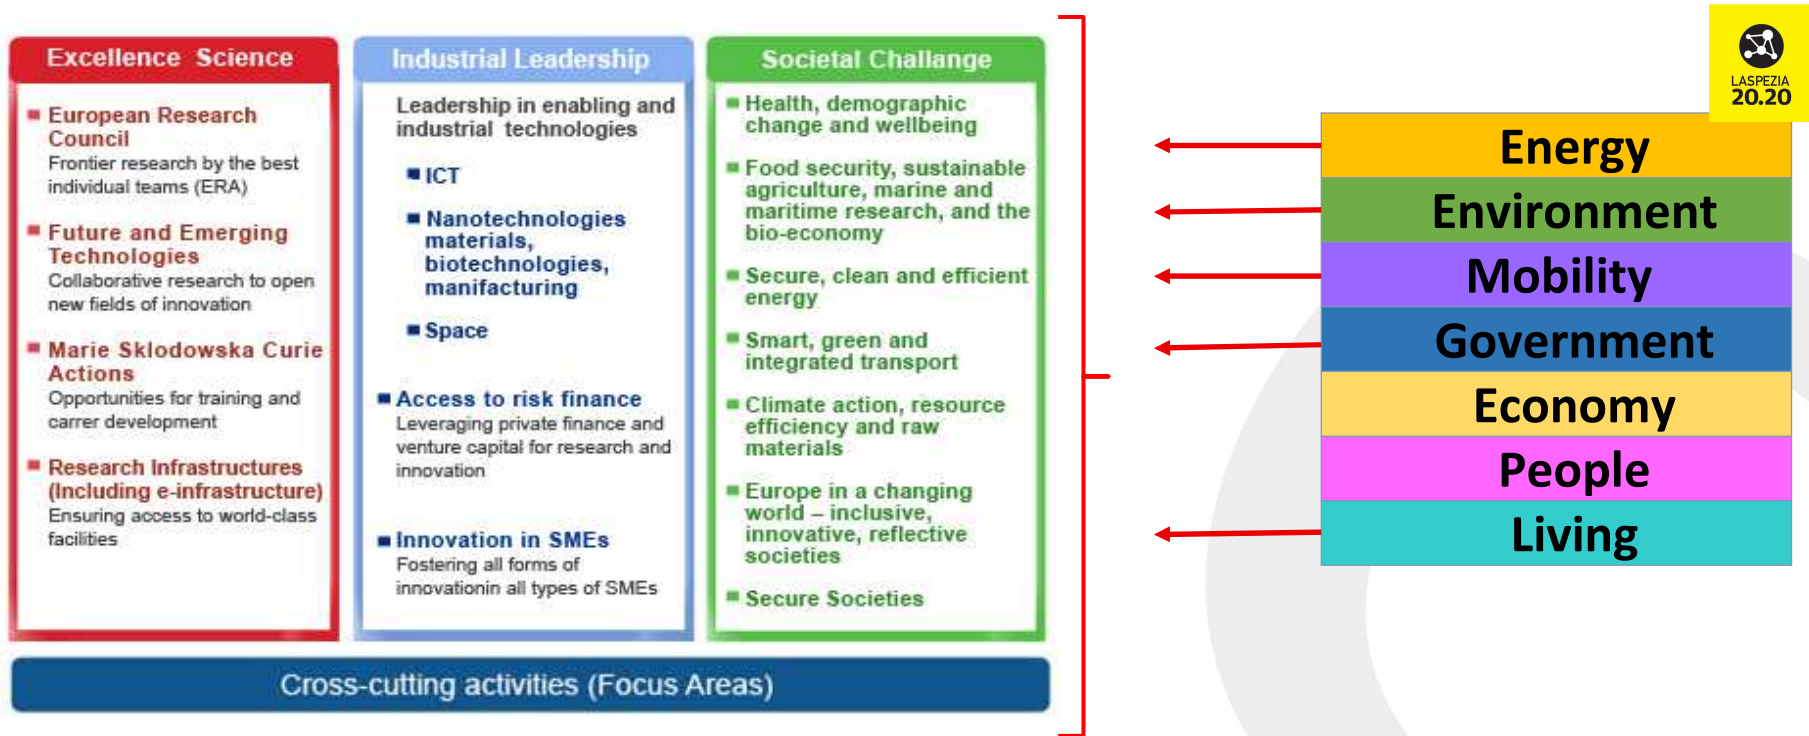 Excellence Science
European Research
Council
Frontier research by the best
individual teams (ERA)
Future and Emerging
Technologies
Collaborative research to open
new fields of innovation
Marie Sklodowska Curie
Actions
Opportunities for training and
carrer development
Research Infrastructures
(Including e-infrastructure)
Ensuring access to world-class
facilities
Industrial Leadership
Leadership in enabling and
industrial technologies
ICT
Nanotechnologies
materials,
biotechnologies,
manifacturing
Space
Access to risk finance
Leveraging private finance and
venture capital for research and
innovation
Innovation in SMEs
Fostering all forms of
innovationin all types of SMEs
Societal Challange
Health, demographic
change and wellbeing
Food security, sustainable
agriculture, marine and
maritime research, and the
bio-economy
Secure, clean and efficient
energy
Smart, green and
integrated transport
Climate action, resource
efficiency and raw
materials
Europe in a changing
world – inclusive,
innovative, reflective
societies
Secure Societies
Cross-cutting activities (Focus Areas)
LASPEZIA
20.20
Energy
Environment
Mobility
Government
Economy
People
Living